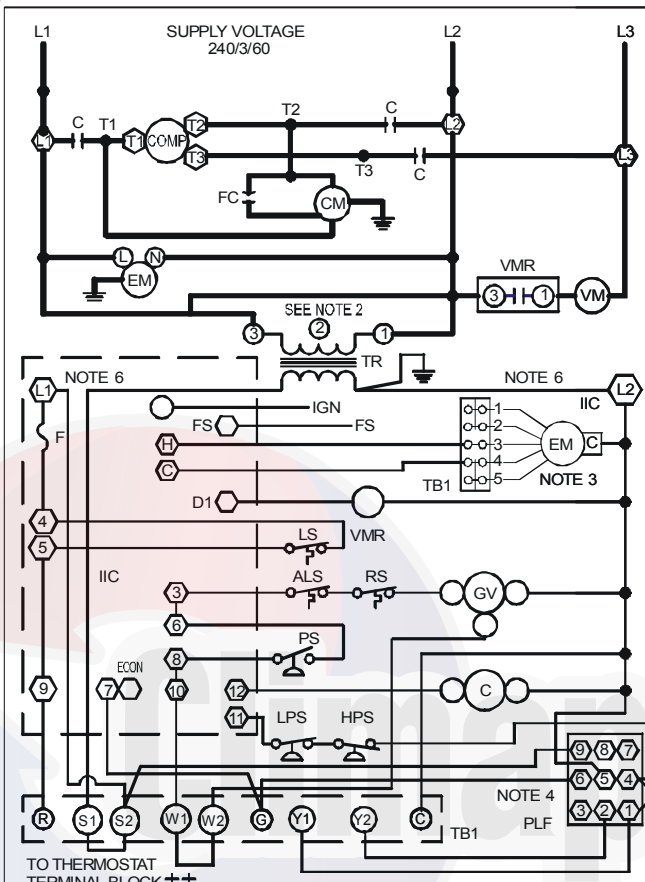 L1 SUPPLY VOLTAGE L2 L3
240/3/60
C T1 T2 C
L1 T1 COMP T2 L2
T3 T3 C L3
FC CM
L N VMR
EM 3 1 VM
SEE NOTE 2
3 2 1
TR
NOTE 6 NOTE 6
L1 L2
IGN IIC
F FS FS 1
H 2
3 EM C
C 4
TB1 5 NOTE 3
D1
4 LS VMR
5
IIC ALS RS
3 GV
6 PS
8
ECON
9 7 10 12 C
11 LPS HPS
9 8 7
NOTE 4 6 5 4
PLF 3 2 1
R S1 S2 W1 W2 G Y1 Y2 C TB1
TO THERMOSTAT
TERMINAL BLOCK ‡‡
Climap